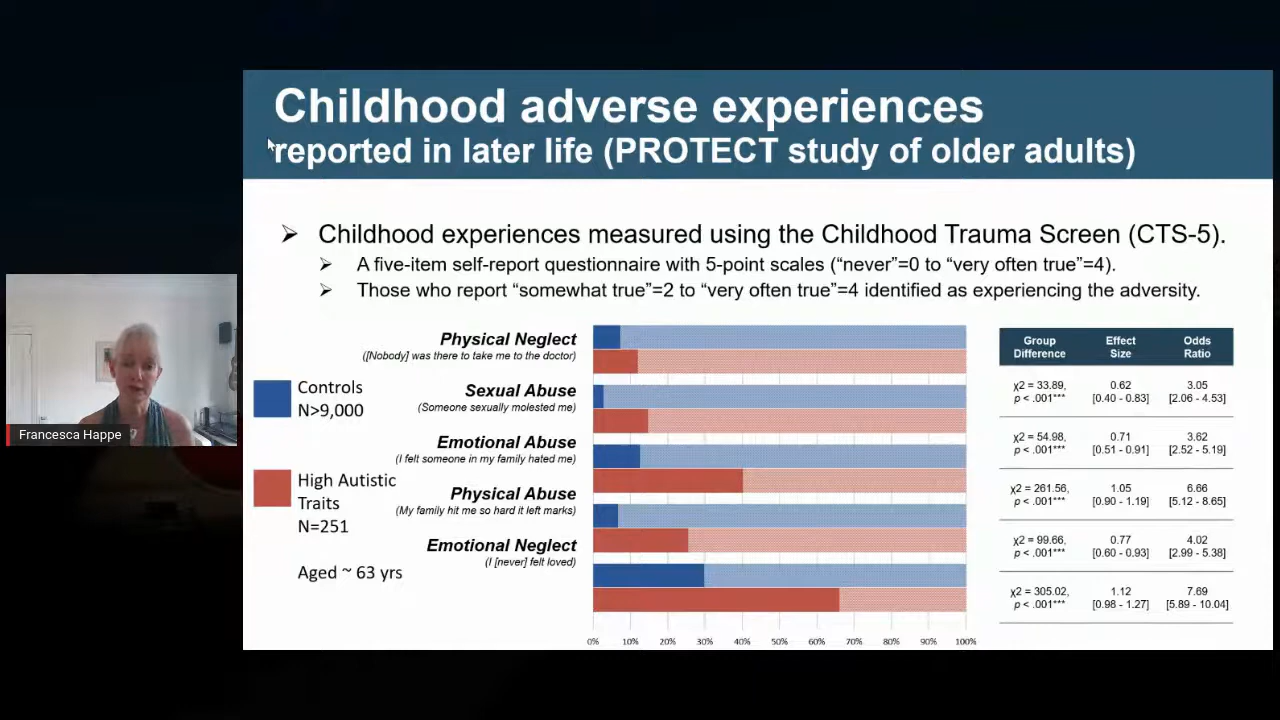 Childhood adverse experiences
reported in later life (PROTECT study of older adults)
➢ Childhood experiences measured using the Childhood Trauma Screen (CTS-5).
➢ A five-item self-report questionnaire with 5-point scales (“never”=0 to “very often true”=4).
➢ Those who report “somewhat true”=2 to “very often true”=4 identified as experiencing the adversity.
Controls
N>9,000
High Autistic
Traits
N=251
Aged ~ 63 yrs
Physical Neglect
([Nobody] was there to take me to the doctor)
Sexual Abuse
(Someone sexually molested me)
Emotional Abuse
(I felt someone in my family hated me)
Physical Abuse
(My family hit me so hard it left marks)
Emotional Neglect
(I [never] felt loved)
0% 10% 20% 30% 40% 50% 60% 70% 80% 90% 100%
Group Difference Effect Size Odds Ratio
χ2 = 33.89, 0.62 3.05
p < .001*** [0.40 - 0.83] [2.06 - 4.53]
χ2 = 54.98, 0.71 3.62
p < .001*** [0.51 - 0.91] [2.52 - 5.19]
χ2 = 261.56, 1.05 6.66
p < .001*** [0.90 - 1.19] [5.12 - 8.65]
χ2 = 99.66, 0.77 4.02
p < .001*** [0.60 - 0.93] [2.99 - 5.38]
χ2 = 305.02, 1.12 7.69
p < .001*** [0.98 - 1.27] [5.89 - 10.04]
Francesca Happe